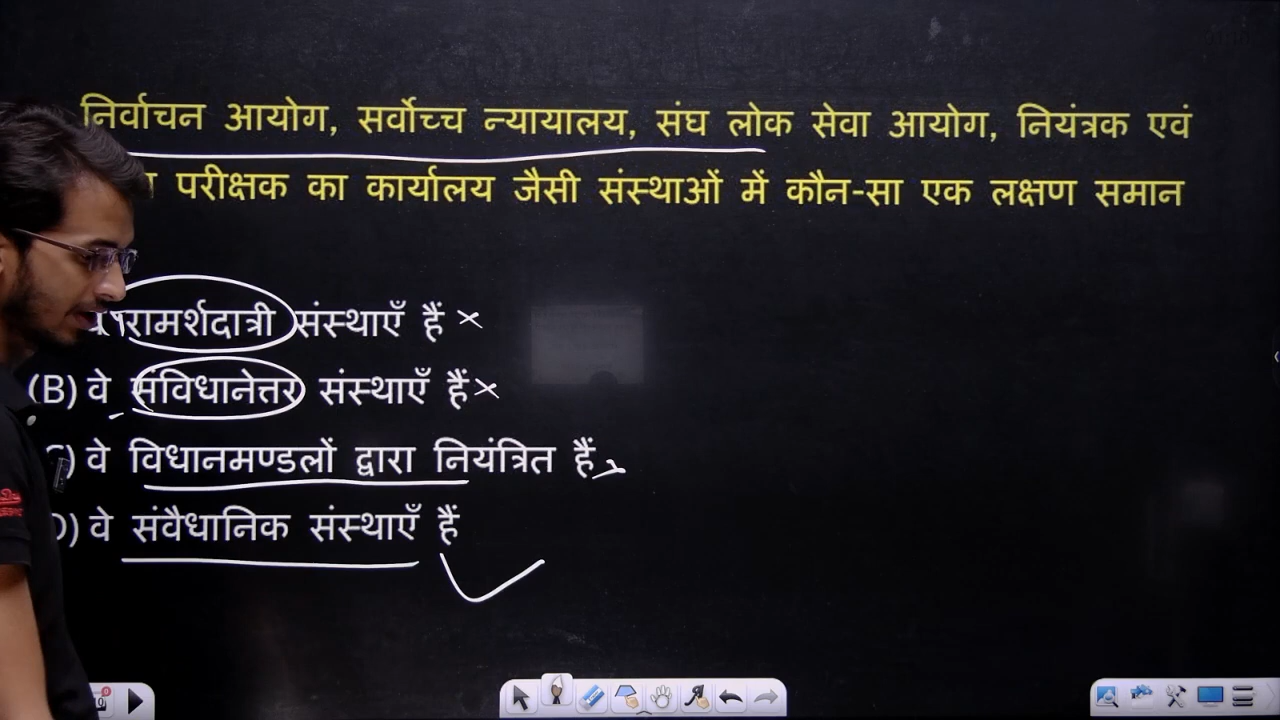 निर्वाचन आयोग, सर्वोच्च न्यायालय, संघ लोक सेवा आयोग, नियंत्रक एवं
परीक्षक का कार्यालय जैसी संस्थाओं में कौन-सा एक लक्षण समान
परामर्शदात्री संस्थाएँ हैं ×
(B) वे संविधानेत्तर संस्थाएँ हैं ×
) वे विधानमण्डलों द्वारा नियंत्रित हैं
D) वे संवैधानिक संस्थाएँ हैं